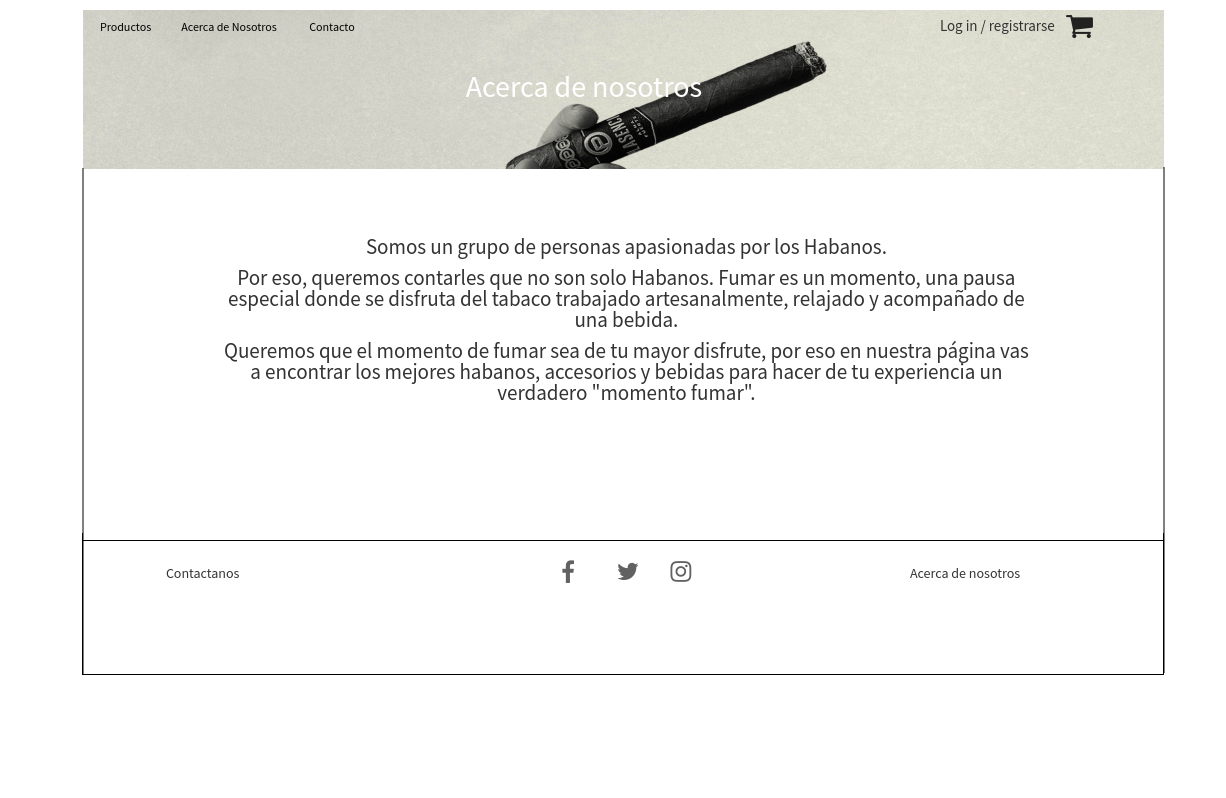 Productos Acerca de Nosotros Contacto Log in / registrarse
Acerca de nosotros
Somos un grupo de personas apasionadas por los Habanos.
Por eso, queremos contarles que no son solo Habanos. Fumar es un momento, una pausa
especial donde se disfruta del tabaco trabajado artesanalmente, relajado y acompañado de
una bebida.
Queremos que el momento de fumar sea de tu mayor disfrute, por eso en nuestra página vas
a encontrar los mejores habanos, accesorios y bebidas para hacer de tu experiencia un
verdadero "momento fumar".
Contactanos Acerca de nosotros